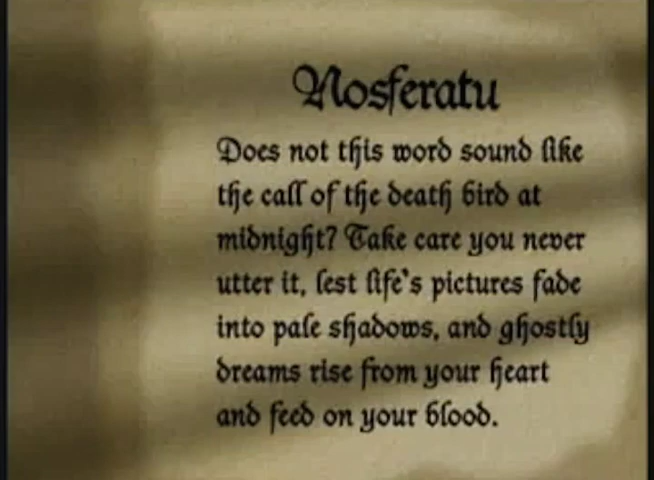 Nosferatu
Does not this word sound like
the call of the death bird at
midnight? Take care you never
utter it, lest life's pictures fade
into pale shadows, and ghostly
dreams rise from your heart
and feed on your blood.